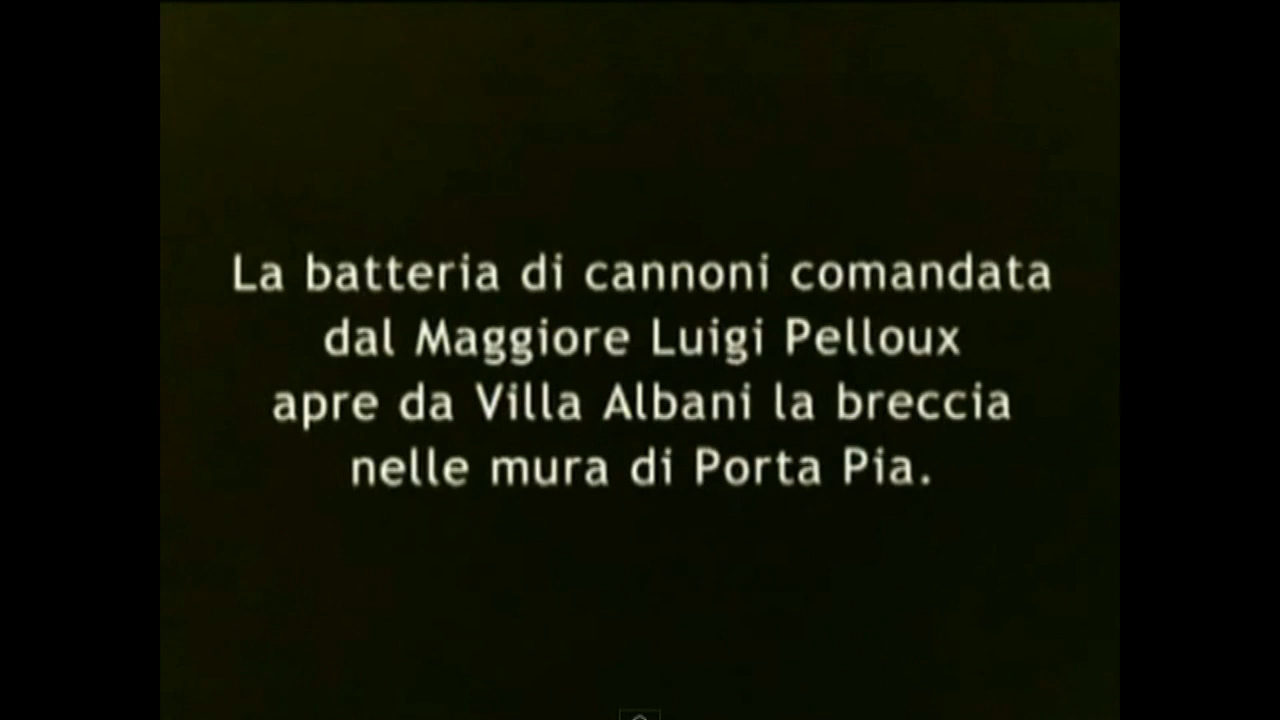 La batteria di cannoni comandata
dal Maggiore Luigi Pelloux
apre da Villa Albani la breccia
nelle mura di Porta Pia.